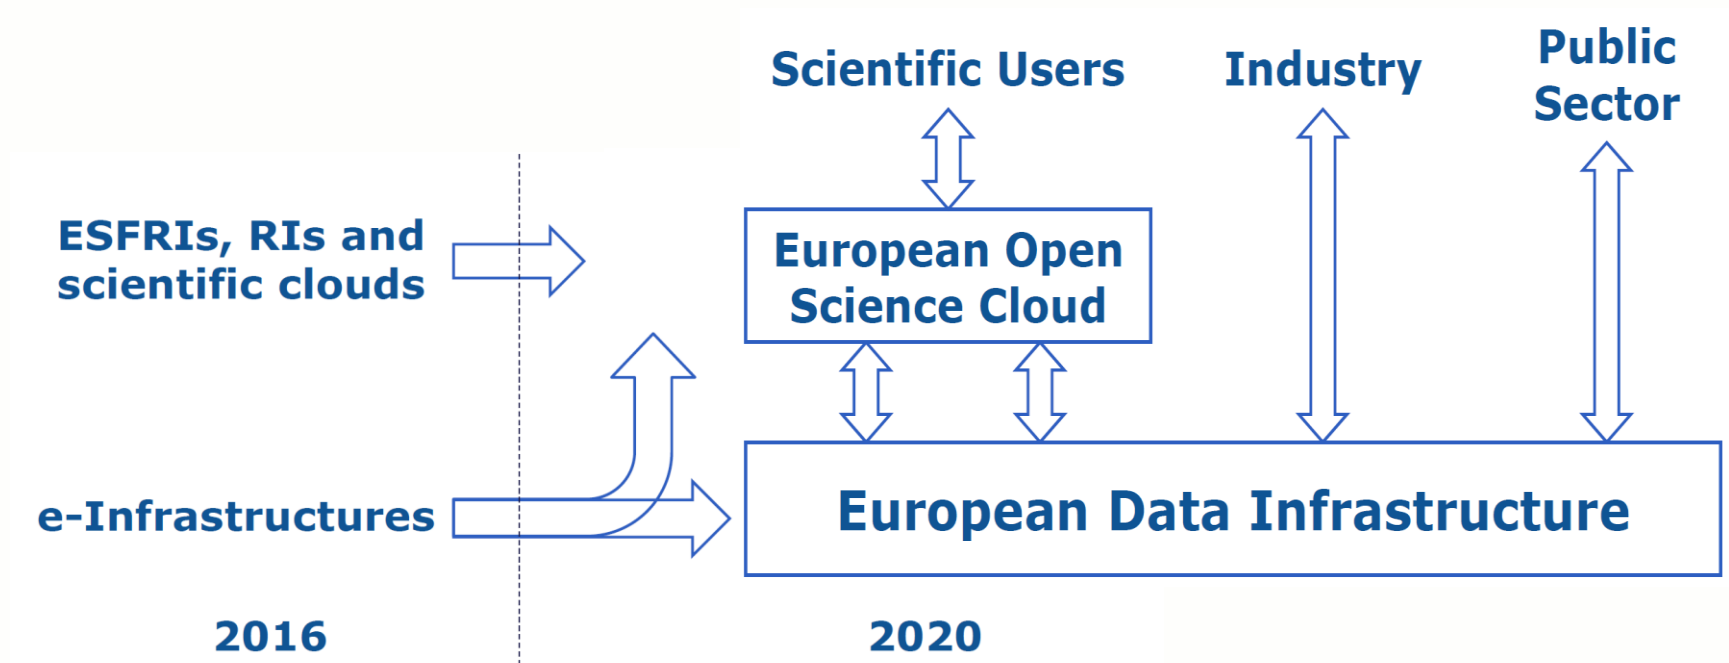 Scientific Users
Industry
Public
Sector
ESFRIs, RIs and
scientific clouds
European Open
Science Cloud
e-Infrastructures
European Data Infrastructure
2016
2020